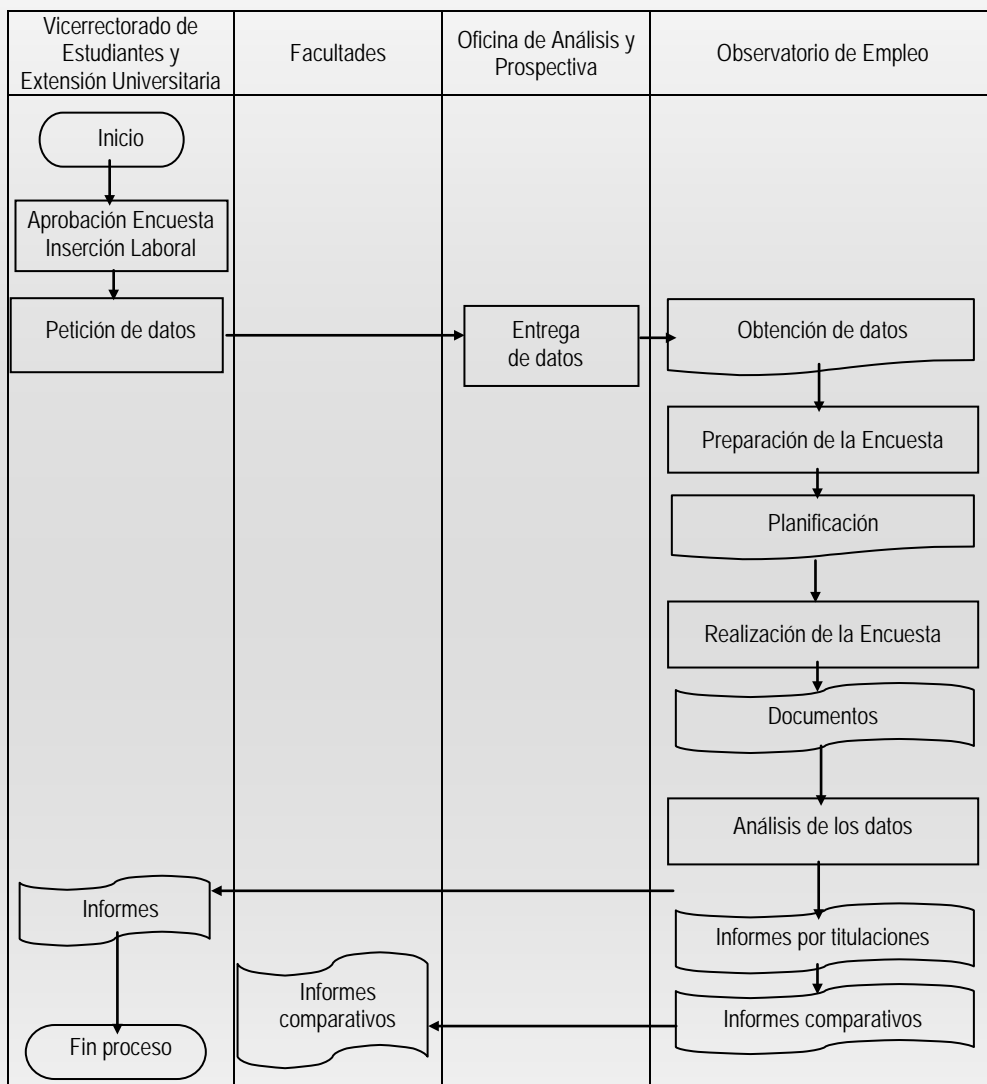 Vicerrectorado de
Estudiantes y
Extensión Universitaria
Facultades
Oficina de Análisis y
Prospectiva
Observatorio de Empleo
Inicio
Aprobación Encuesta
Inserción Laboral
Petición de datos
Entrega
de datos
Obtención de datos
Preparación de la Encuesta
Planificación
Realización de la Encuesta
Documentos
Análisis de los datos
Informes
Informes por titulaciones
Informes
comparativos
Informes comparativos
Fin proceso